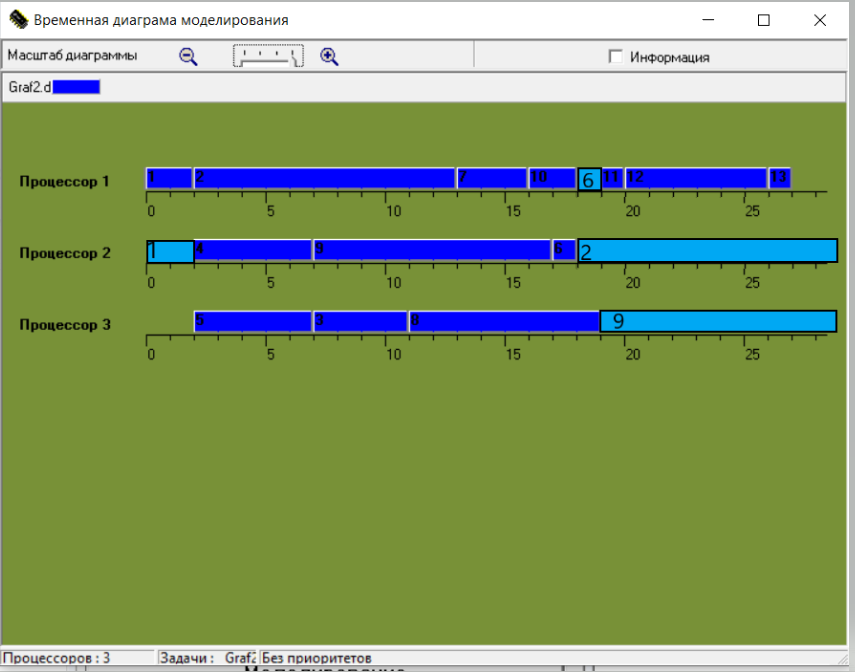 Временная диаграма моделирования
Масштаб диаграммы Информация
Graf2.d
Процессор 1 1 2 7 10 6 11 12 13
0 5 10 15 20 25
Процессор 2 1 4 9 6 2
0 5 10 15 20 25
Процессор 3 5 3 8 9
0 5 10 15 20 25
Процессоров : 3 Задачи : Graf2 Без приоритетов